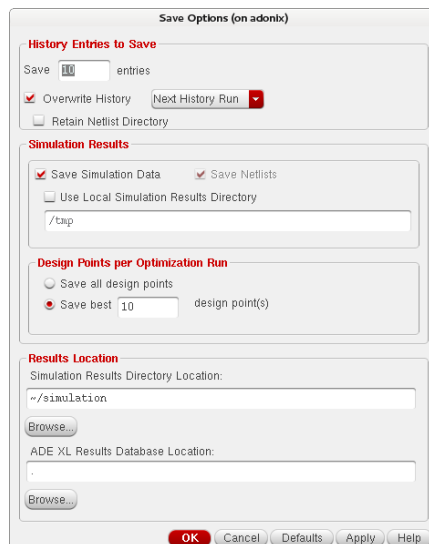 Save Options (on adonix)
History Entries to Save
Save 10 entries
Overwrite History Next History Run
Retain Netlist Directory
Simulation Results
Save Simulation Data Save Netlists
Use Local Simulation Results Directory
/tmp
Design Points per Optimization Run
Save all design points
Save best 10 design point(s)
Results Location
Simulation Results Directory Location:
~/simulation
Browse...
ADE XL Results Database Location:
.
Browse...
OK Cancel Defaults Apply Help